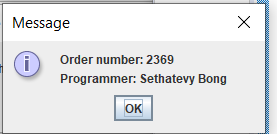 Message
Order number: 2369
Programmer: Sethatevy Bong
OK